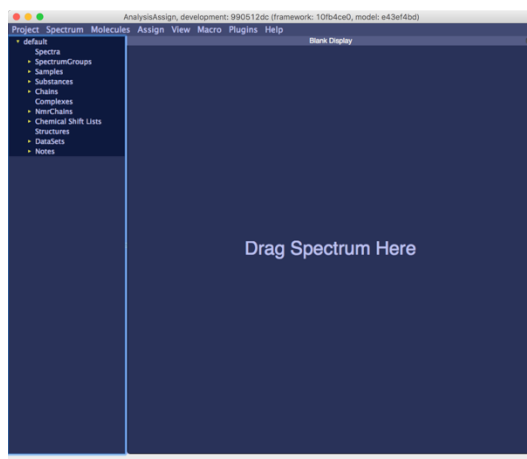 AnalysisAssign, development: 990512dc (framework: 10fb4ce0, model: e43ef4bd)
Project Spectrum Molecules Assign View Macro Plugins Help
default
Blank Display
Spectra
SpectrumGroups
Samples
Substances
Chains
Complexes
NmrChains
Chemical Shift Lists
Structures
DataSets
Notes
Drag Spectrum Here